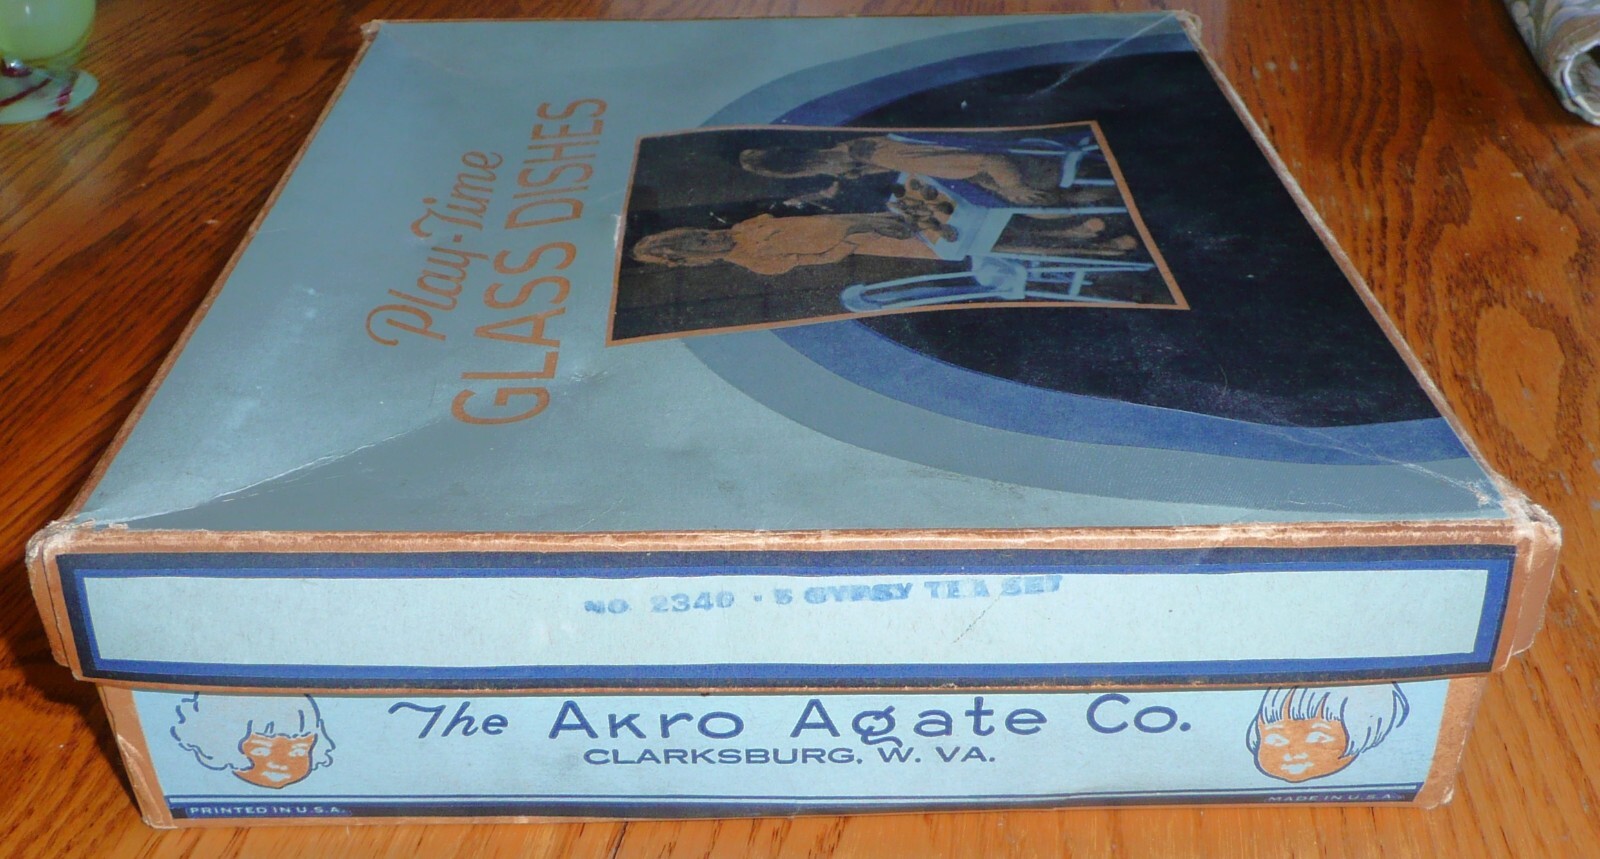 Play-Time
GLASS DISHES
NO. 2340 - 5 GYPSY TEA SET
The Akro Agate Co.
CLARKSBURG, W. VA.
PRINTED IN U.S.A.
MADE IN U.S.A.